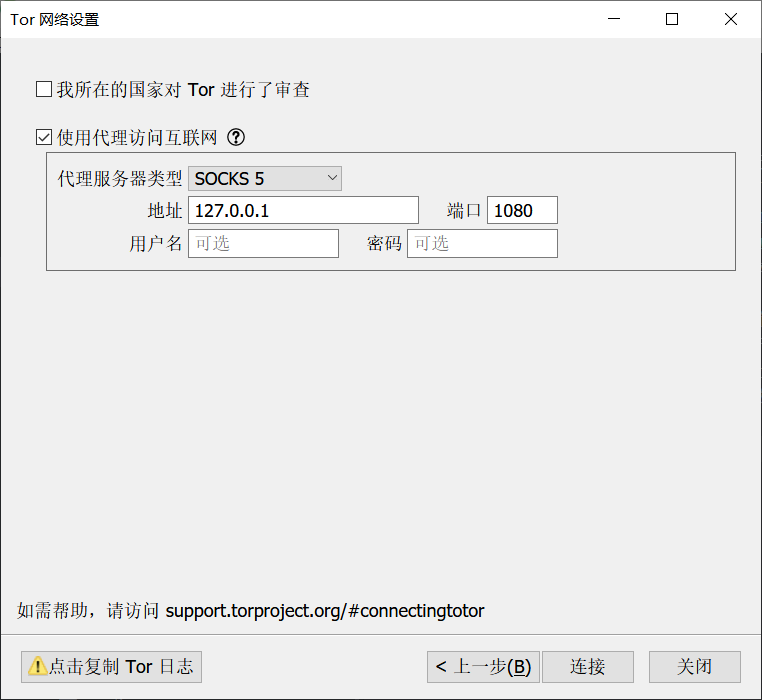 Tor 网络设置
我所在的国家对 Tor 进行了审查
使用代理访问互联网 ?
代理服务器类型 SOCKS 5
地址 127.0.0.1 端口 1080
用户名 可选 密码 可选
如需帮助，请访问 support.torproject.org/#connectingtotor
点击复制 Tor 日志 < 上一步(B) 连接 关闭